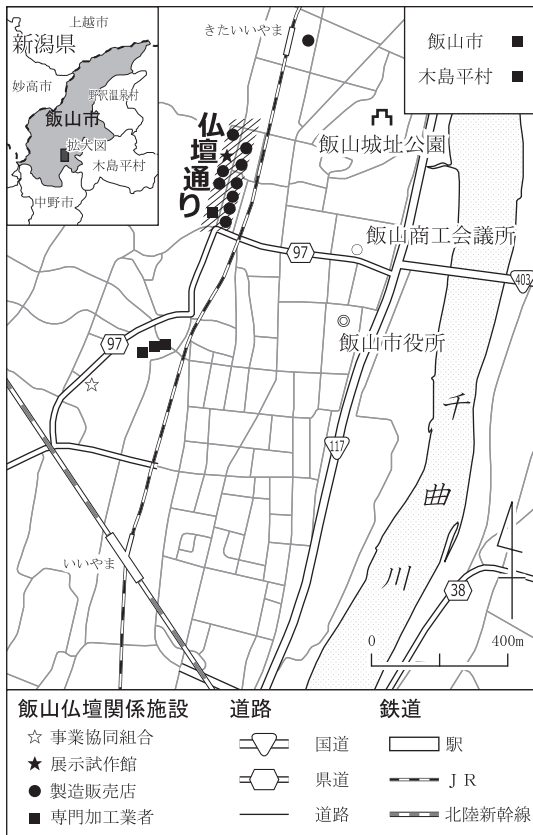 上越市
新潟県
妙高市
野沢温泉村
飯山市
拡大図
木島平村
中野市
きたいいやま
飯山市
木島平村
飯山城址公園
仏壇通り
97
飯山商工会議所
403
飯山市役所
97
117
千曲川
いいやま
38
0 400m
飯山仏壇関係施設
事業協同組合
展示試作館
製造販売店
専門加工業者
道路
国道
県道
道路
鉄道
駅
JR
北陸新幹線